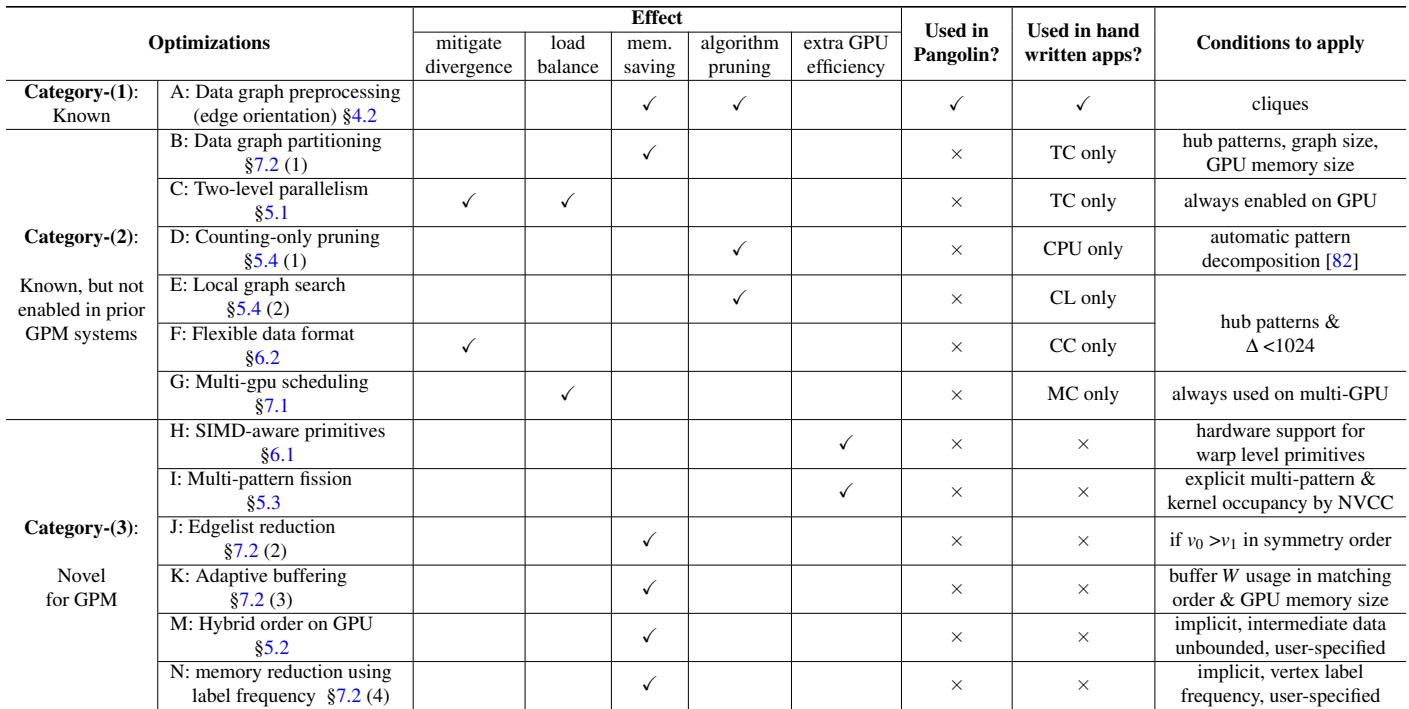 Optimizations Effect Used in Pangolin? Used in hand written apps? Conditions to apply
mitigate divergence load balance mem. saving algorithm pruning extra GPU efficiency
Category-(1): Known
A: Data graph preprocessing
(edge orientation) §4.2 ✓ ✓ ✓ ✓ cliques
Category-(2):
Known, but not
enabled in prior
GPM systems
B: Data graph partitioning
§7.2 (1) ✓ × TC only hub patterns, graph size, GPU memory size
C: Two-level parallelism
§5.1 ✓ ✓ × TC only always enabled on GPU
D: Counting-only pruning
§5.4 (1) ✓ × CPU only automatic pattern decomposition [82]
E: Local graph search
§5.4 (2) ✓ × CL only
F: Flexible data format
§6.2 ✓ × CC only
hub patterns &
Δ <1024
G: Multi-gpu scheduling
§7.1 ✓ × MC only always used on multi-GPU
Category-(3):
Novel
for GPM
H: SIMD-aware primitives
§6.1 ✓ × × hardware support for warp level primitives
I: Multi-pattern fission
§5.3 ✓ × × explicit multi-pattern & kernel occupancy by NVCC
J: Edgelist reduction
§7.2 (2) ✓ × × if v₀ >v₁ in symmetry order
K: Adaptive buffering
§7.2 (3) ✓ × × buffer W usage in matching order & GPU memory size
M: Hybrid order on GPU
§5.2 ✓ × × implicit, intermediate data unbounded, user-specified
N: memory reduction using
label frequency §7.2 (4) ✓ × × implicit, vertex label frequency, user-specified